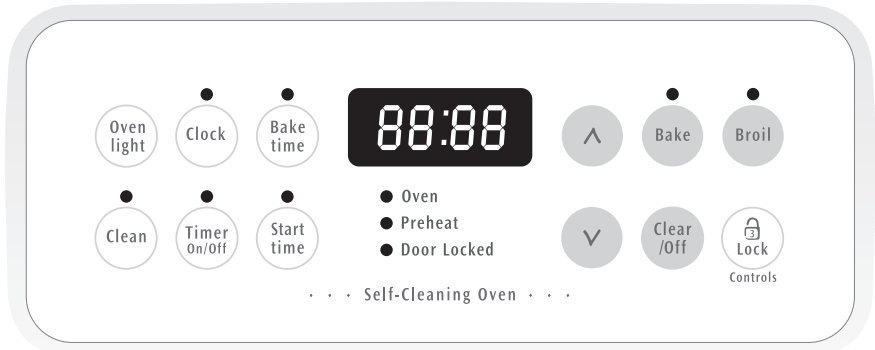 Oven
light
Clock
Bake
time
88:88
Bake
Broil
Clean
Timer
On/Off
Start
time
Oven
Preheat
Door Locked
Clear
/Off
3
Lock
Controls
· · · Self-Cleaning Oven · · ·